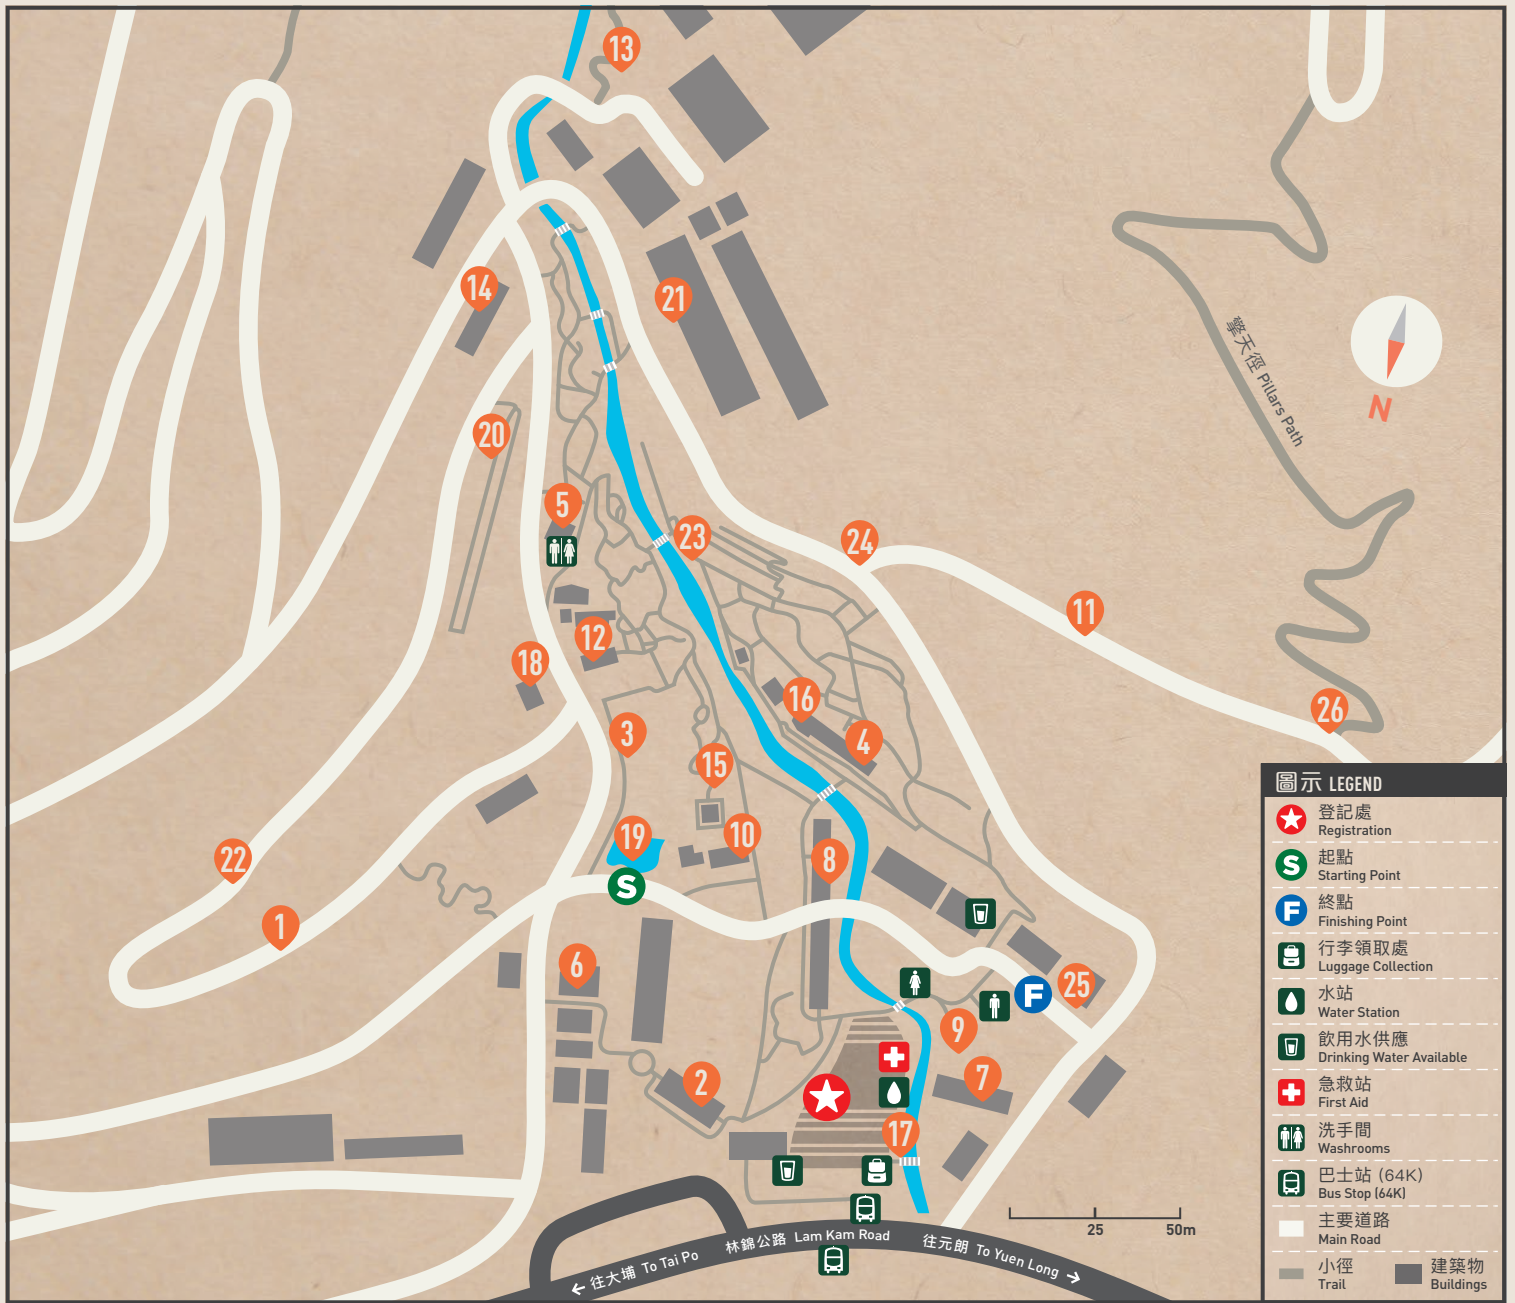 13
14
21
20
5
23
24
11
12
18
16
26
3
4
15
19
10
8
22
1
S
6
25
F
9
2
7
17
擎天徑 Pillars Path
N
25
50m
← 往大埔 To Tai Po
林錦公路 Lam Kam Road
往元朗 To Yuen Long →
圖示 LEGEND
登記處
Registration
S
起點
Starting Point
F
終點
Finishing Point
行李領取處
Luggage Collection
水站
Water Station
飲用水供應
Drinking Water Available
急救站
First Aid
洗手間
Washrooms
巴士站 (64K)
Bus Stop (64K)
主要道路
Main Road
小徑
Trail
建築物
Buildings